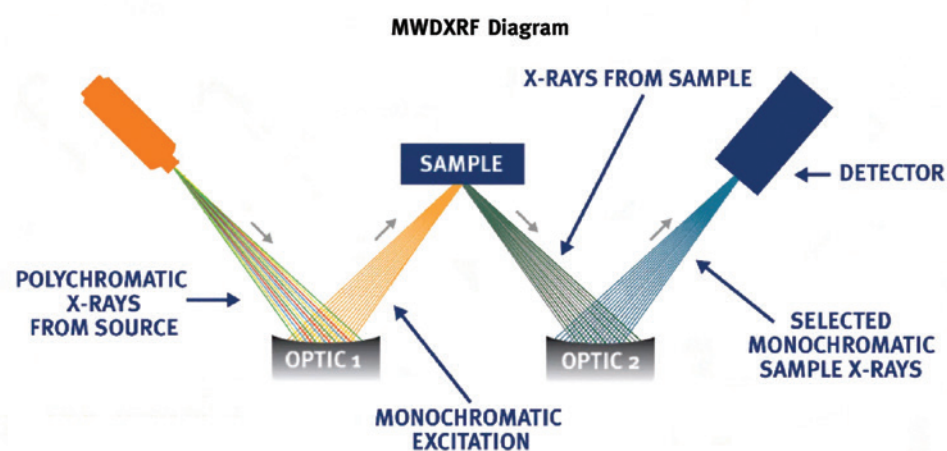 MWDXRF Diagram
X-RAYS FROM SAMPLE
SAMPLE
DETECTOR
POLYCHROMATIC
X-RAYS
FROM SOURCE
OPTIC 1
OPTIC 2
SELECTED
MONOCHROMATIC
SAMPLE X-RAYS
MONOCHROMATIC
EXCITATION